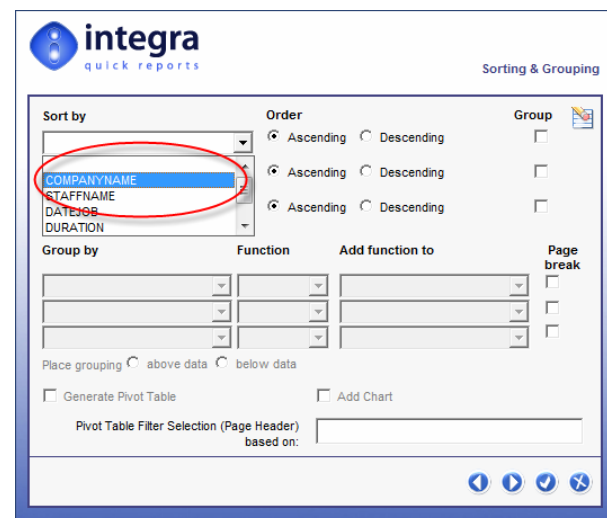 integra
quick reports
Sorting & Grouping
Sort by Order Group
Ascending Descending
COMPANYNAME Ascending Descending
STAFFNAME
DATEJOB Ascending Descending
DURATION
Group by Function Add function to Page break
Place grouping above data below data
Generate Pivot Table Add Chart
Pivot Table Filter Selection (Page Header)
based on: